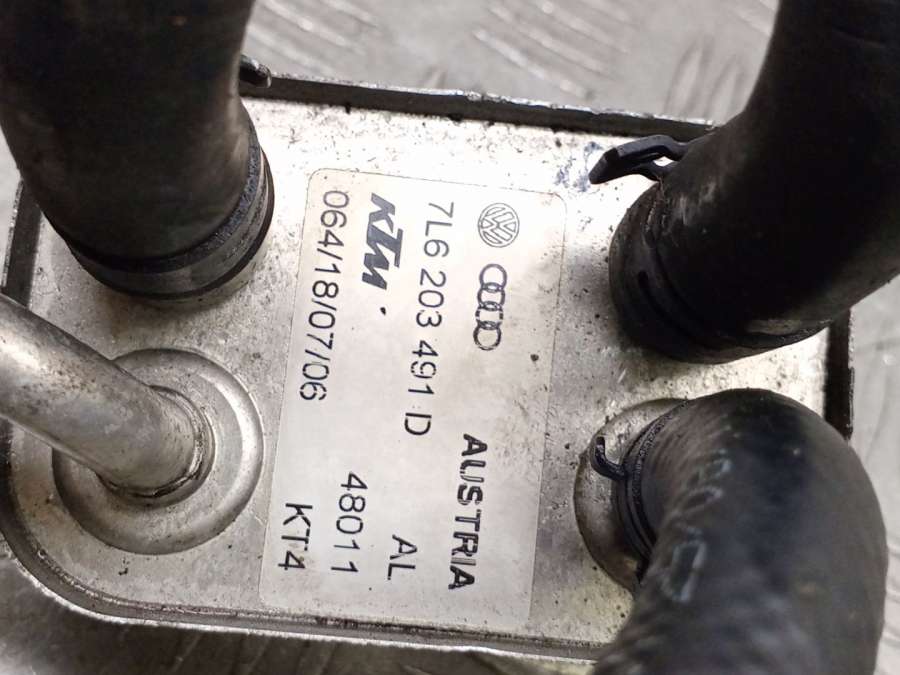 AUSTRIA
7L6 203 491 D
KTM AL
064/18/07/06 48011
KT4